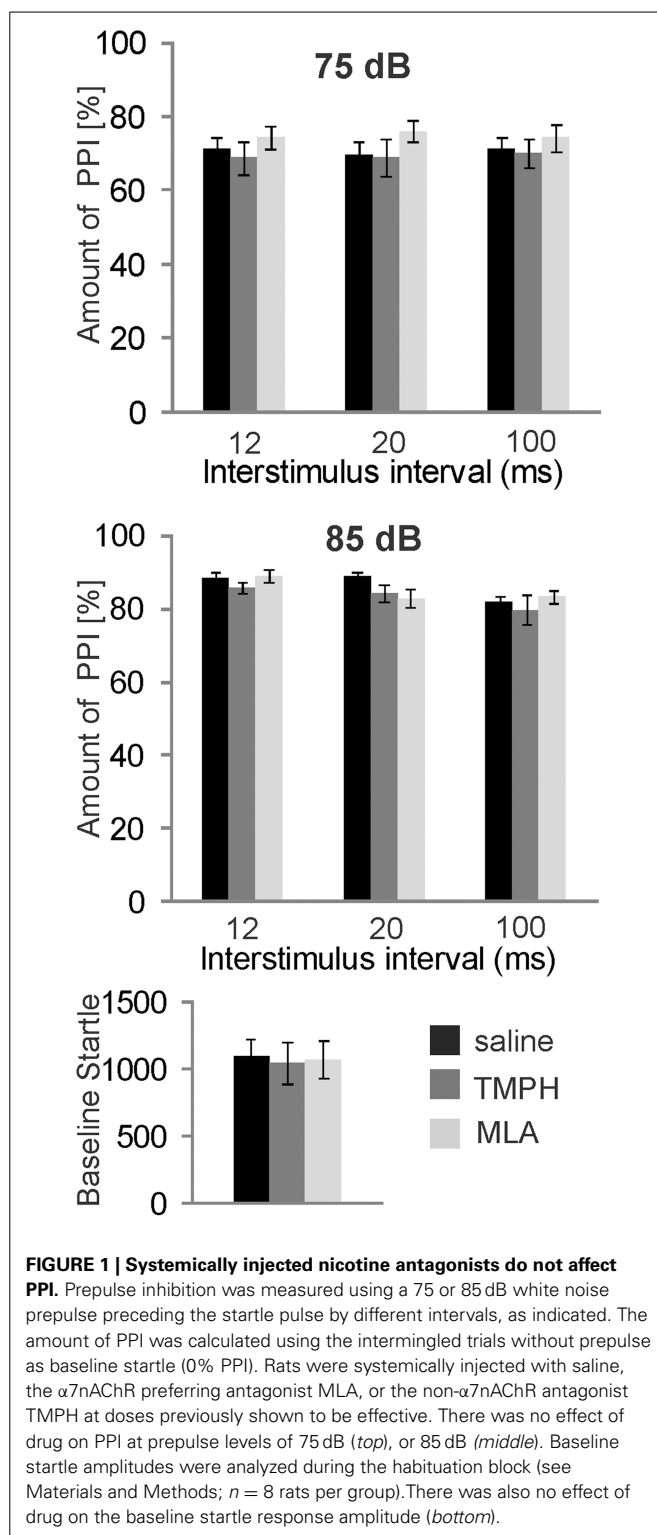 75 dB
100
80
60
40
20
0
Amount of PPI [%]
12 20 100
Interstimulus interval (ms)
85 dB
100
80
60
40
20
0
Amount of PPI [%]
12 20 100
Interstimulus interval (ms)
1500
1000
500
0
Baseline Startle
saline
TMPH
MLA
FIGURE 1 | Systemically injected nicotine antagonists do not affect
PPI. Prepulse inhibition was measured using a 75 or 85 dB white noise
prepulse preceding the startle pulse by different intervals, as indicated. The
amount of PPI was calculated using the intermingled trials without prepulse
as baseline startle (0% PPI). Rats were systemically injected with saline,
the α7nAChR preferring antagonist MLA, or the non-α7nAChR antagonist
TMPH at doses previously shown to be effective. There was no effect of
drug on PPI at prepulse levels of 75 dB (top), or 85 dB (middle). Baseline
startle amplitudes were analyzed during the habituation block (see
Materials and Methods; n = 8 rats per group).There was also no effect of
drug on the baseline startle response amplitude (bottom).